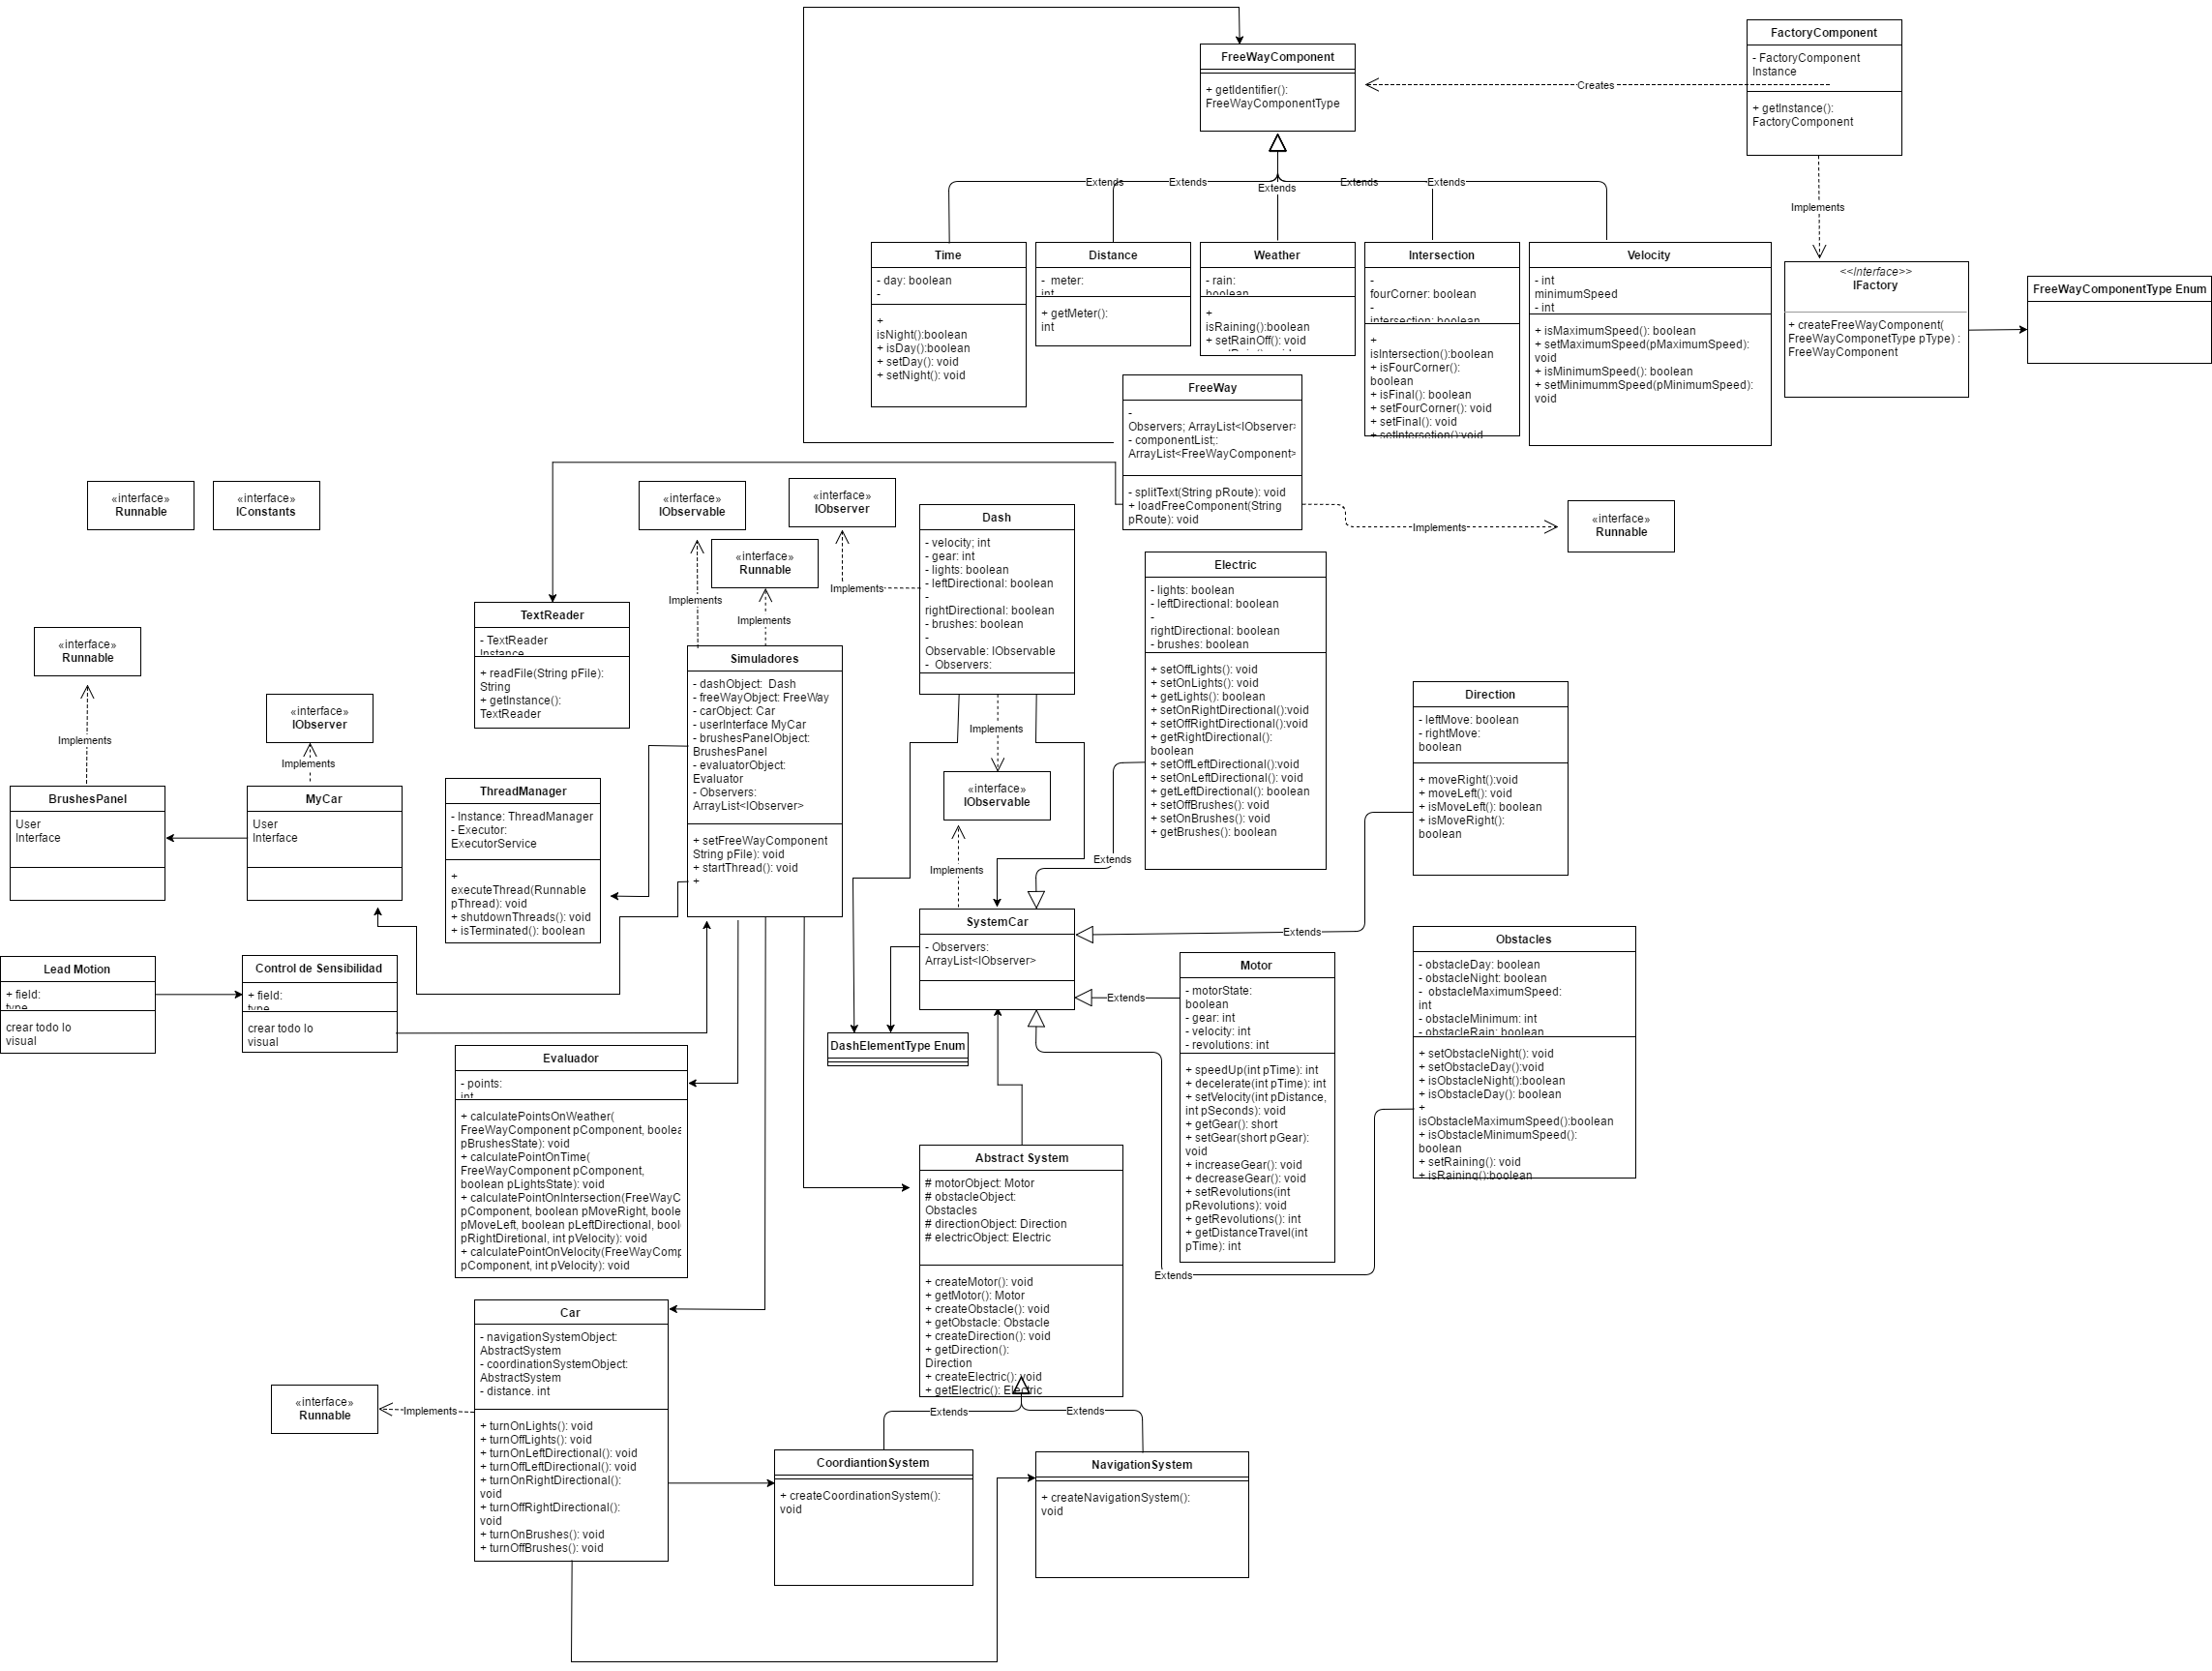 FreeWayComponent
+ getIdentifier():
FreeWayComponentType
Creates
FactoryComponent
- FactoryComponent
Instance
+ getInstance():
FactoryComponent
Implements
Extends
Extends
Extends
Extends
Extends
Time
- day: boolean
-
+
isNight():boolean
+ isDay():boolean
+ setDay(): void
+ setNight(): void
Distance
- meter:
int
+ getMeter():
int
Weather
- rain:
boolean
+
isRaining():boolean
+ setRainOff(): void
Intersection
-
fourCorner: boolean
-
intersection: boolean
+
isIntersection():boolean
+ isFourCorner():
boolean
+ isFinal(): boolean
+ setFourCorner(): void
+ setFinal(): void
+ setIntersetion():void
Velocity
- int
minimumSpeed
- int
+ isMaximumSpeed(): boolean
+ setMaximumSpeed(pMaximumSpeed):
void
+ isMinimumSpeed(): boolean
+ setMinimummSpeed(pMinimumSpeed):
void
<<Interface>>
IFactory
+ createFreeWayComponent(
FreeWayComponetType pType) :
FreeWayComponent
FreeWayComponentType Enum
FreeWay
-
Observers; ArrayList<IObserver>
- componentList;:
ArrayList<FreeWayComponent>
- splitText(String pRoute): void
+ loadFreeComponent(String
pRoute): void
Implements
«interface»
Runnable
«interface»
Runnable
«interface»
IConstants
«interface»
IObservable
«interface»
IObserver
«interface»
Runnable
Implements
Implements
Implements
Dash
- velocity; int
- gear: int
- lights: boolean
- leftDirectional: boolean
-
rightDirectional: boolean
- brushes: boolean
-
Observable: IObservable
- Observers:
Implements
«interface»
IObservable
Implements
Electric
- lights: boolean
- leftDirectional: boolean
-
rightDirectional: boolean
- brushes: boolean
+ setOffLights(): void
+ setOnLights(): void
+ getLights(): boolean
+ setOnRightDirectional():void
+ setOffRightDirectional():void
+ getRightDirectional():
boolean
+ setOffLeftDirectional():void
+ setOnLeftDirectional(): void
+ getLeftDirectional(): boolean
+ setOffBrushes(): void
+ setOnBrushes(): void
+ getBrushes(): boolean
Extends
TextReader
- TextReader
Instance
+ readFile(String pFile):
String
+ getInstance():
TextReader
Simuladores
- dashObject:  Dash
- freeWayObject: FreeWay
- carObject: Car
- userInterface MyCar
- brushesPanelObject:
BrushesPanel
- evaluatorObject:
Evaluator
- Observers:
ArrayList<IObserver>
+ setFreeWayComponent
String pFile): void
+ startThread(): void
+
ThreadManager
- Instance: ThreadManager
- Executor:
ExecutorService
+
executeThread(Runnable
pThread): void
+ shutdownThreads(): void
+ isTerminated(): boolean
«interface»
Runnable
Implements
BrushesPanel
User
Interface
«interface»
IObserver
Implements
MyCar
User
Interface
Direction
- leftMove: boolean
- rightMove:
boolean
+ moveRight():void
+ moveLeft(): void
+ isMoveLeft(): boolean
+ isMoveRight():
boolean
Extends
SystemCar
- Observers:
ArrayList<IObserver>
Extends
Motor
- motorState:
boolean
- gear: int
- velocity: int
- revolutions: int
+ speedUp(int pTime): int
+ decelerate(int pTime): int
+ setVelocity(int pDistance,
int pSeconds): void
+ getGear(): short
+ setGear(short pGear):
void
+ increaseGear(): void
+ decreaseGear(): void
+ setRevolutions(int
pRevolutions): void
+ getRevolutions(): int
+ getDistanceTravel(int
pTime): int
Obstacles
- obstacleDay: boolean
- obstacleNight: boolean
-  obstacleMaximumSpeed:
int
- obstacleMinimum: int
- obstacleRain: boolean
+ setObstacleNight(): void
+ setObstacleDay():void
+ isObstacleNight():boolean
+ isObstacleDay(): boolean
+
isObstacleMaximumSpeed():boolean
+ isObstacleMinimumSpeed():
boolean
+ setRaining(): void
+ isRaining():boolean
Extends
Lead Motion
+ field:
type
crear todo lo
visual
Control de Sensibilidad
+ field:
type
crear todo lo
visual
DashElementType Enum
Evaluador
- points:
int
+ calculatePointsOnWeather(
FreeWayComponent pComponent, boolea
pBrushesState): void
+ calculatePointOnTime(
FreeWayComponent pComponent,
boolean pLightsState): void
+ calculatePointOnIntersection(FreeWayC
pComponent, boolean pMoveRight, boole
pMoveLeft, boolean pLeftDirectional, bool
pRightDiretional, int pVelocity): void
+ calculatePointOnVelocity(FreeWayComp
pComponent, int pVelocity): void
Abstract System
# motorObject: Motor
# obstacleObject:
Obstacles
# directionObject: Direction
# electricObject: Electric
+ createMotor(): void
+ getMotor(): Motor
+ createObstacle(): void
+ getObstacle: Obstacle
+ createDirection(): void
+ getDirection():
Direction
+ createElectric(): void
+ getElectric(): Electric
Extends
Extends
Car
- navigationSystemObject:
AbstractSystem
- coordinationSystemObject:
AbstractSystem
- distance. int
+ turnOnLights(): void
+ turnOffLights(): void
+ turnOnLeftDirectional(): void
+ turnOffLeftDirectional(): void
+ turnOnRightDirectional():
void
+ turnOffRightDirectional():
void
+ turnOnBrushes(): void
+ turnOffBrushes(): void
«interface»
Runnable
Implements
CoordiantionSystem
+ createCoordinationSystem():
void
NavigationSystem
+ createNavigationSystem():
void